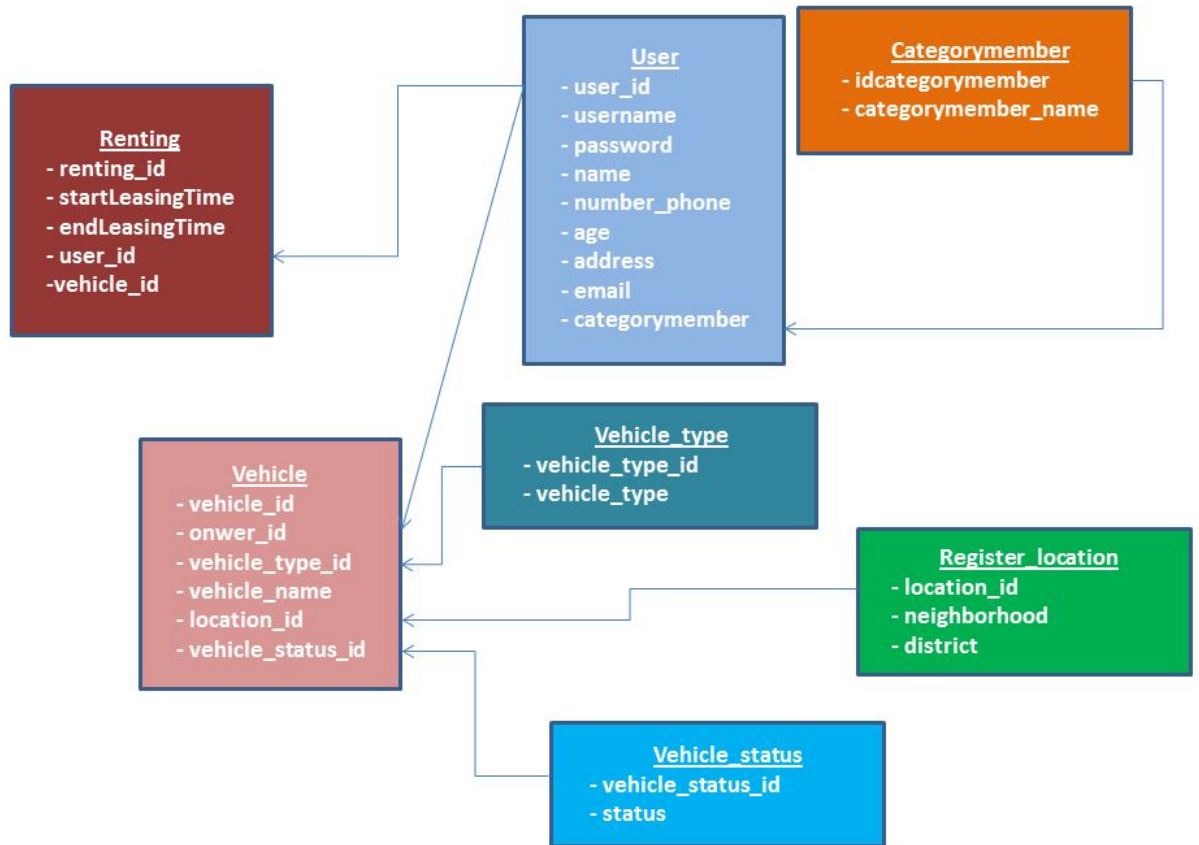 User
- user_id
- username
- password
- name
- number_phone
- age
- address
- email
- categorymember
Categorymember
- idcategorymember
- categorymember_name
Renting
- renting_id
- startLeasingTime
- endLeasingTime
- user_id
-vehicle_id
Vehicle_type
- vehicle_type_id
- vehicle_type
Vehicle
- vehicle_id
- onwer_id
- vehicle_type_id
- vehicle_name
- location_id
- vehicle_status_id
Register_location
- location_id
- neighborhood
- district
Vehicle_status
- vehicle_status_id
- status